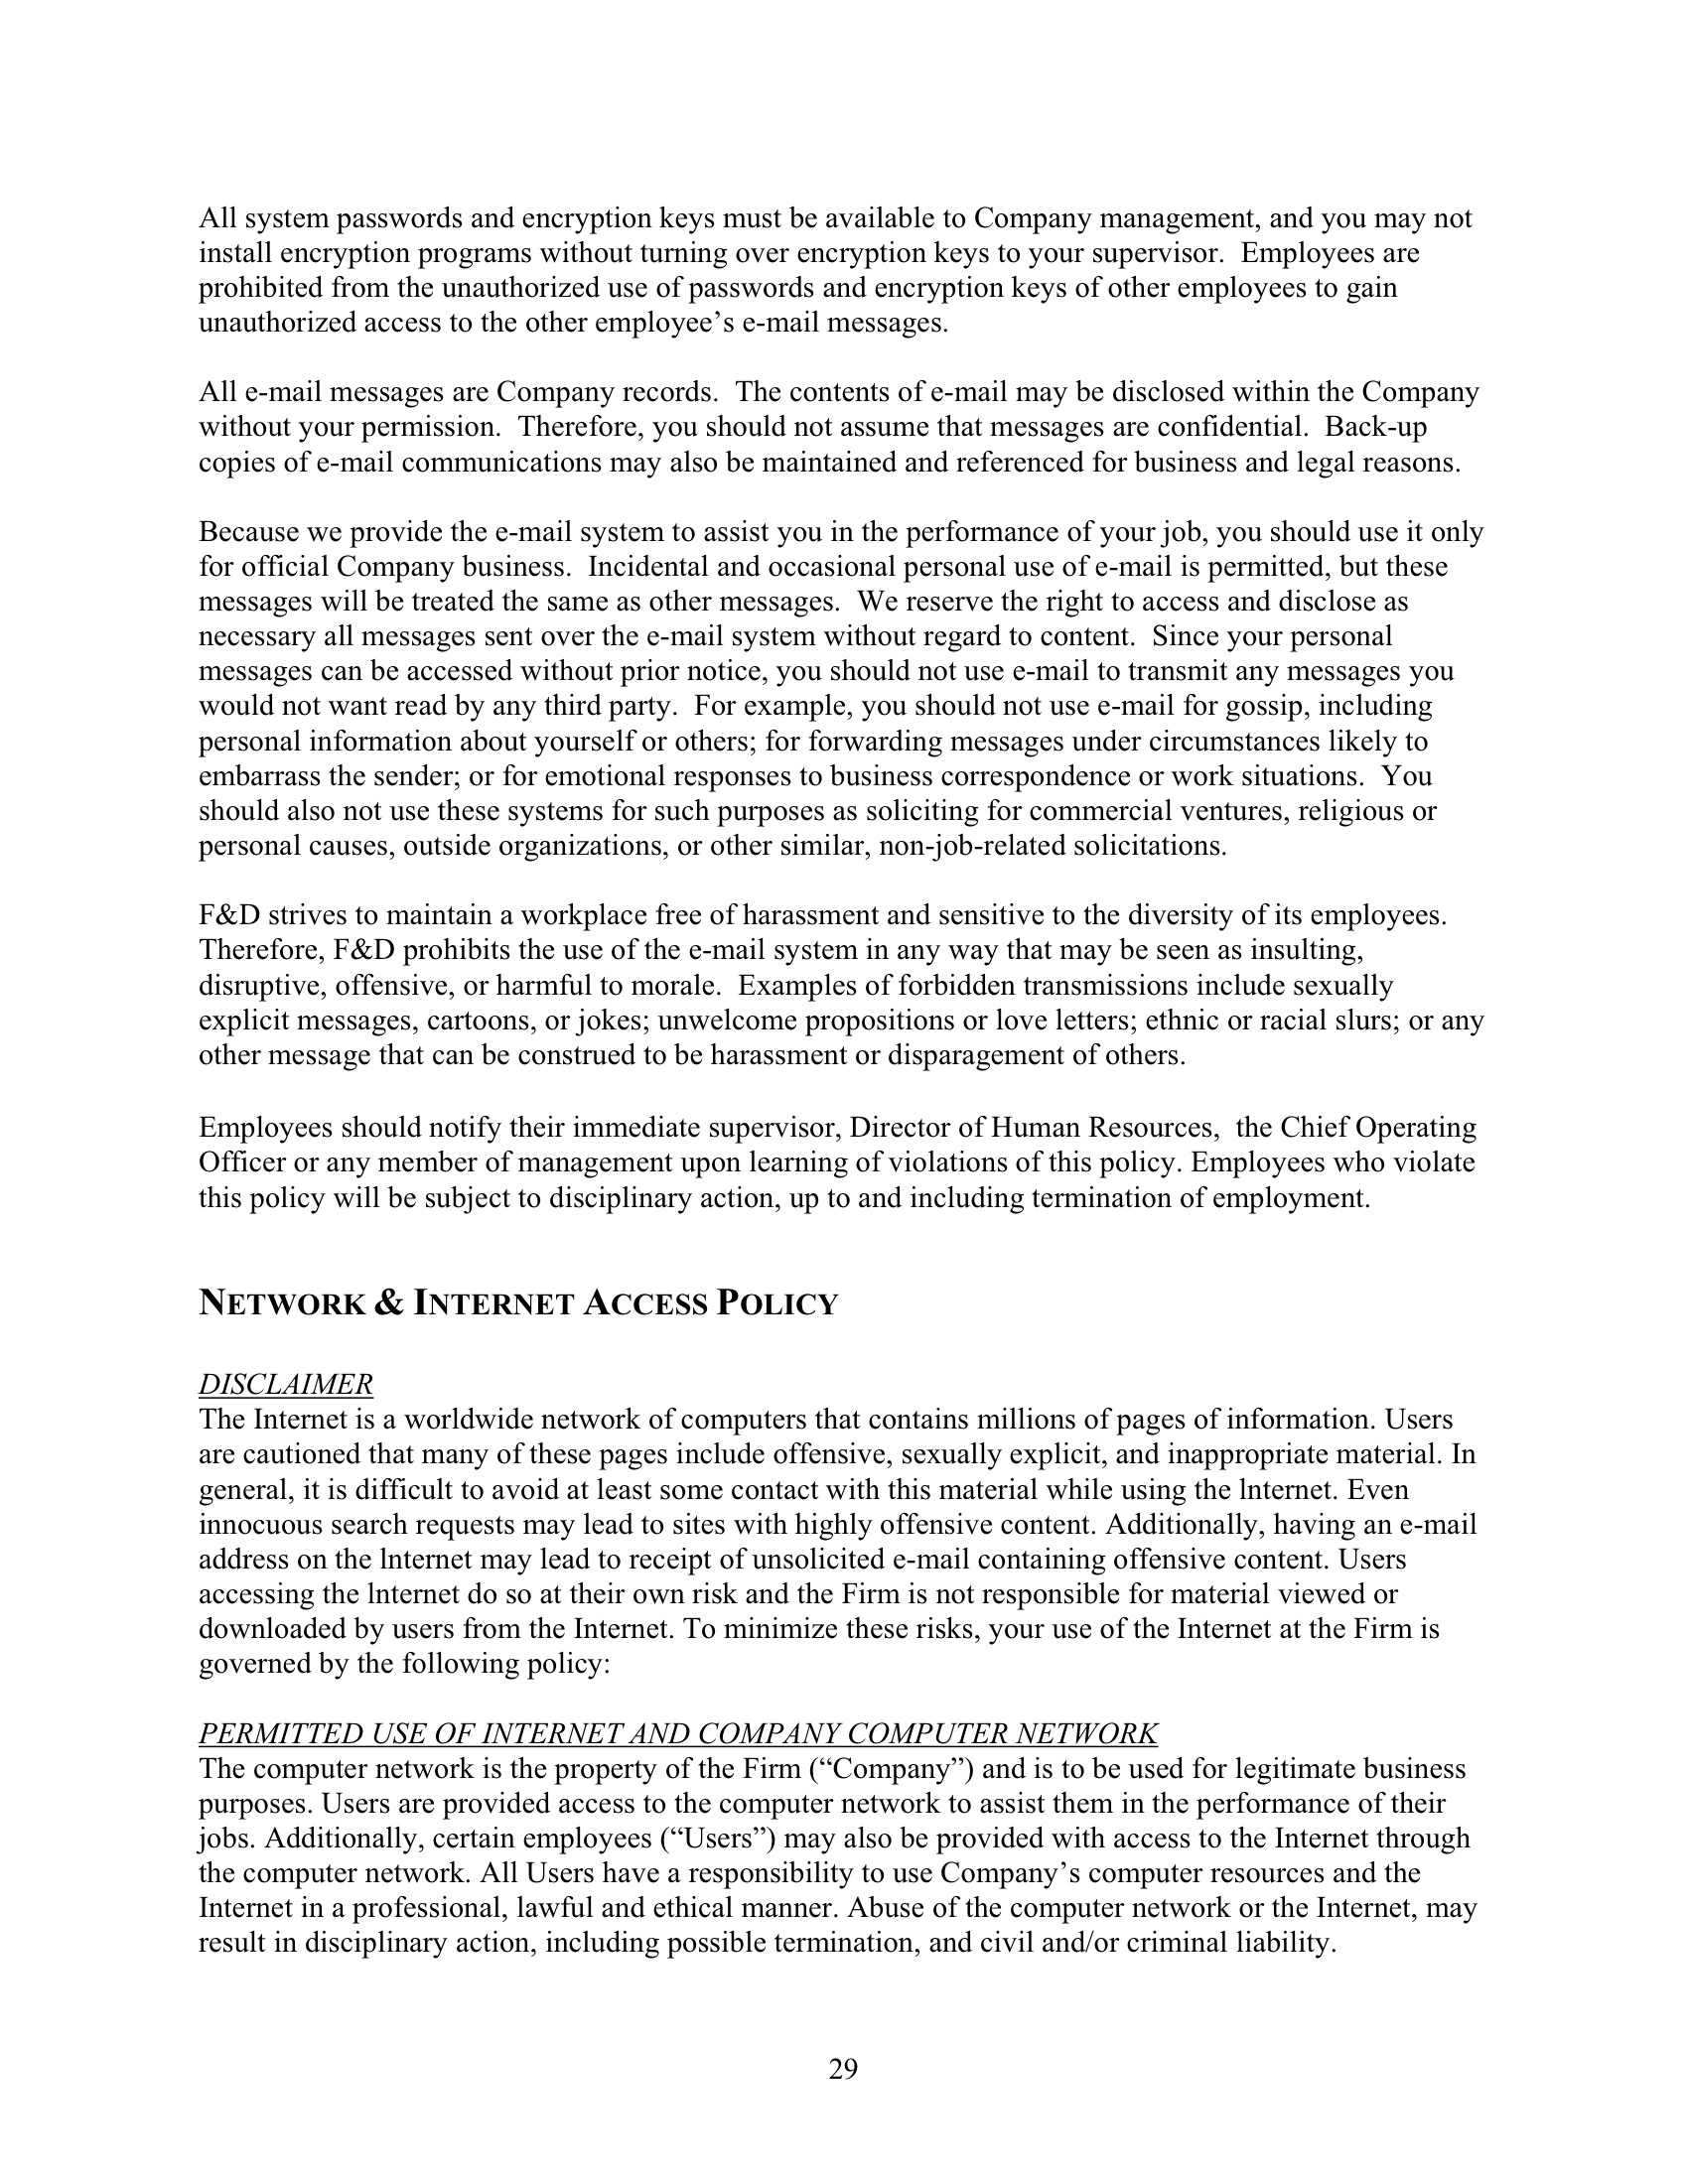 All system passwords and encryption keys must be available to Company management, and you may not
install encryption programs without turning over encryption keys to your supervisor.  Employees are
prohibited from the unauthorized use of passwords and encryption keys of other employees to gain
unauthorized access to the other employee’s e-mail messages.
All e-mail messages are Company records.  The contents of e-mail may be disclosed within the Company
without your permission.  Therefore, you should not assume that messages are confidential.  Back-up
copies of e-mail communications may also be maintained and referenced for business and legal reasons.
Because we provide the e-mail system to assist you in the performance of your job, you should use it only
for official Company business.  Incidental and occasional personal use of e-mail is permitted, but these
messages will be treated the same as other messages.  We reserve the right to access and disclose as
necessary all messages sent over the e-mail system without regard to content.  Since your personal
messages can be accessed without prior notice, you should not use e-mail to transmit any messages you
would not want read by any third party.  For example, you should not use e-mail for gossip, including
personal information about yourself or others; for forwarding messages under circumstances likely to
embarrass the sender; or for emotional responses to business correspondence or work situations.  You
should also not use these systems for such purposes as soliciting for commercial ventures, religious or
personal causes, outside organizations, or other similar, non-job-related solicitations.
F&D strives to maintain a workplace free of harassment and sensitive to the diversity of its employees.
Therefore, F&D prohibits the use of the e-mail system in any way that may be seen as insulting,
disruptive, offensive, or harmful to morale.  Examples of forbidden transmissions include sexually
explicit messages, cartoons, or jokes; unwelcome propositions or love letters; ethnic or racial slurs; or any
other message that can be construed to be harassment or disparagement of others.
Employees should notify their immediate supervisor, Director of Human Resources,  the Chief Operating
Officer or any member of management upon learning of violations of this policy. Employees who violate
this policy will be subject to disciplinary action, up to and including termination of employment.
NETWORK & INTERNET ACCESS POLICY
DISCLAIMER
The Internet is a worldwide network of computers that contains millions of pages of information. Users
are cautioned that many of these pages include offensive, sexually explicit, and inappropriate material. In
general, it is difficult to avoid at least some contact with this material while using the lnternet. Even
innocuous search requests may lead to sites with highly offensive content. Additionally, having an e-mail
address on the lnternet may lead to receipt of unsolicited e-mail containing offensive content. Users
accessing the lnternet do so at their own risk and the Firm is not responsible for material viewed or
downloaded by users from the Internet. To minimize these risks, your use of the Internet at the Firm is
governed by the following policy:
PERMITTED USE OF INTERNET AND COMPANY COMPUTER NETWORK
The computer network is the property of the Firm (“Company”) and is to be used for legitimate business
purposes. Users are provided access to the computer network to assist them in the performance of their
jobs. Additionally, certain employees (“Users”) may also be provided with access to the Internet through
the computer network. All Users have a responsibility to use Company’s computer resources and the
Internet in a professional, lawful and ethical manner. Abuse of the computer network or the Internet, may
result in disciplinary action, including possible termination, and civil and/or criminal liability.
29